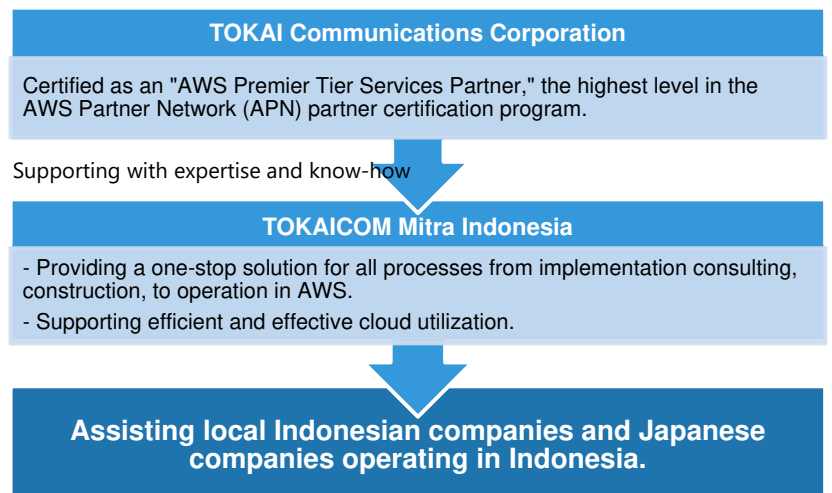 TOKAI Communications Corporation
Certified as an "AWS Premier Tier Services Partner," the highest level in the
AWS Partner Network (APN) partner certification program.
Supporting with expertise and know-how
TOKAICOM Mitra Indonesia
- Providing a one-stop solution for all processes from implementation consulting,
construction, to operation in AWS.
- Supporting efficient and effective cloud utilization.
Assisting local Indonesian companies and Japanese
companies operating in Indonesia.